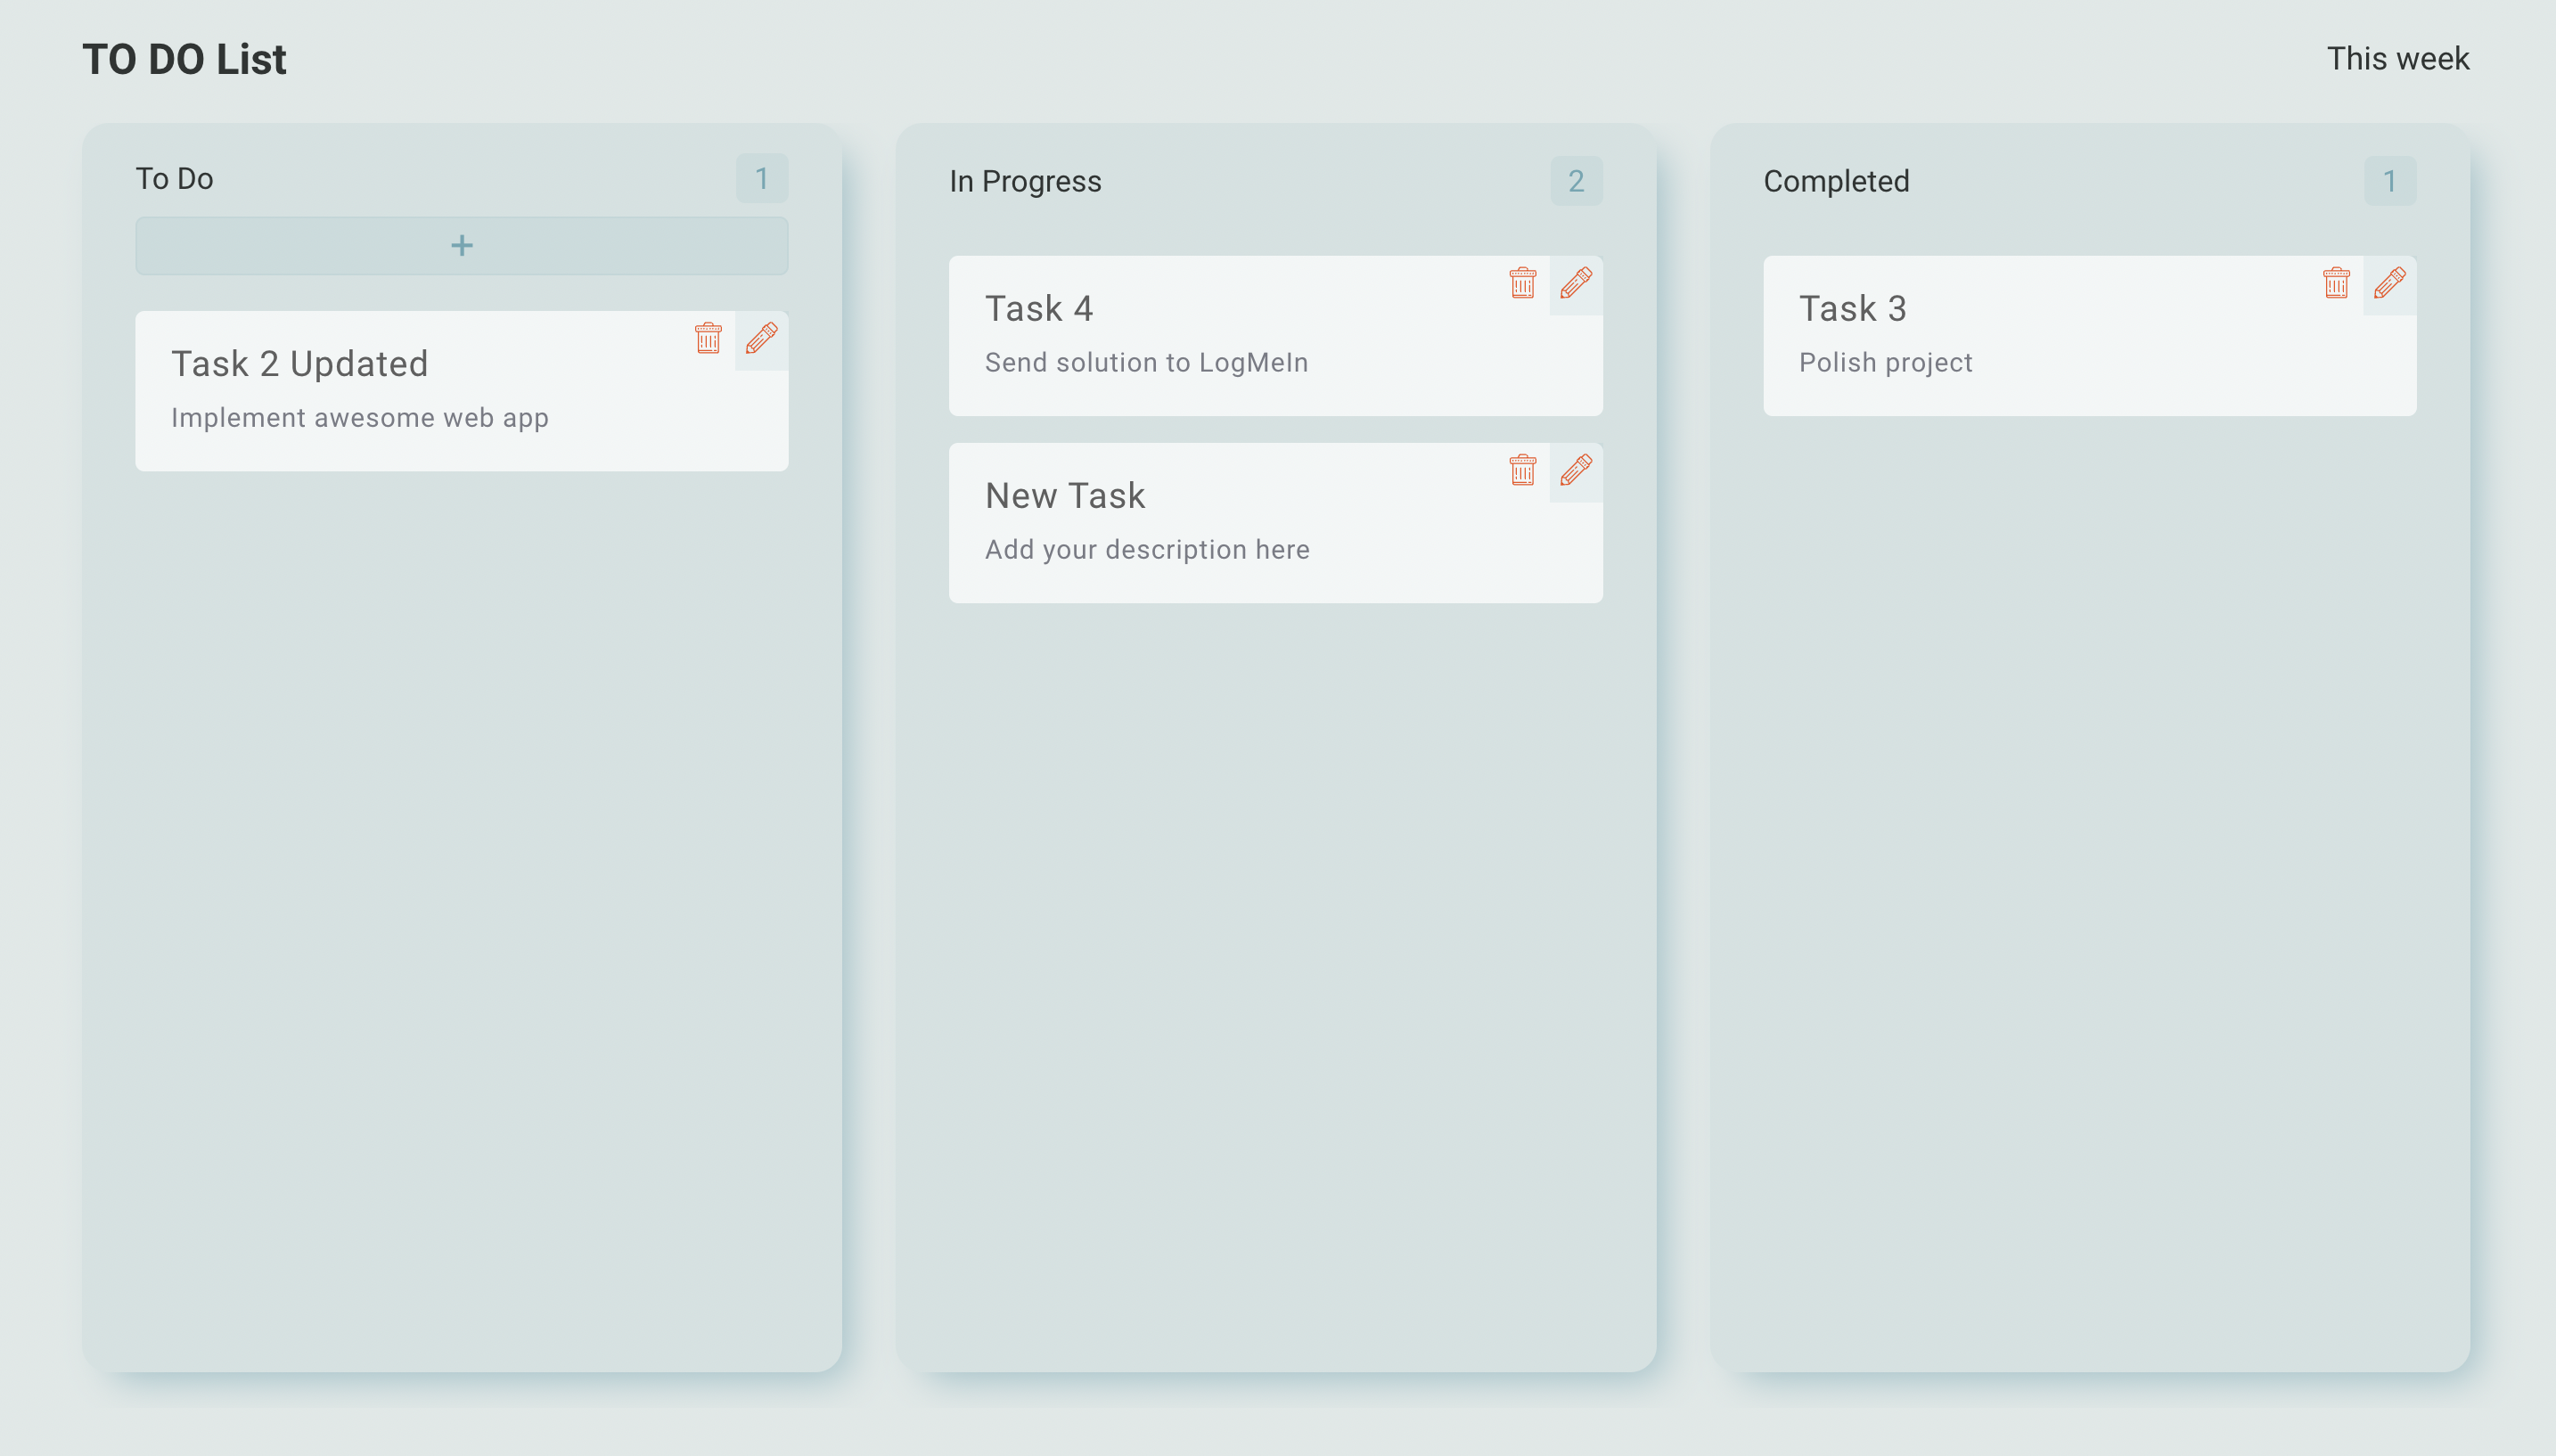 TO DO List
This week
To Do
1
+
Task 2 Updated
Implement awesome web app
In Progress
2
Task 4
Send solution to LogMeIn
New Task
Add your description here
Completed
1
Task 3
Polish project